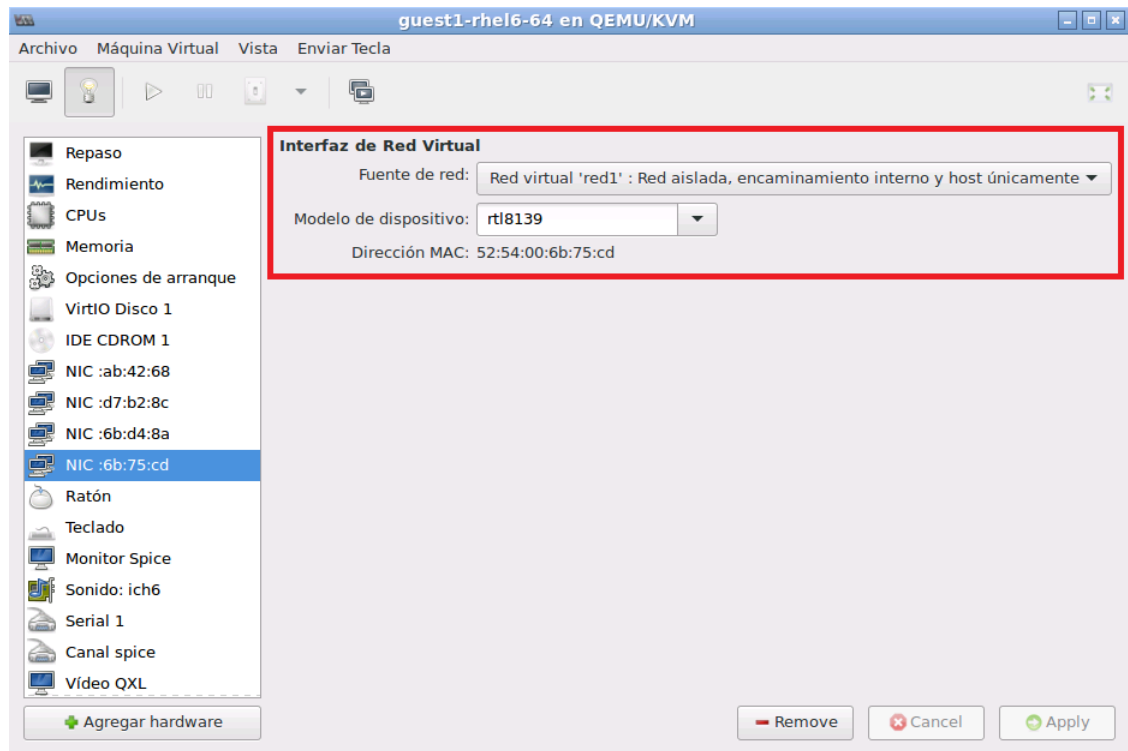 guest1-rhel6-64 en QEMU/KVM
Archivo Máquina Virtual Vista Enviar Tecla
Repaso
Rendimiento
CPUs
Memoria
Opciones de arranque
VirtIO Disco 1
IDE CDROM 1
NIC :ab:42:68
NIC :d7:b2:8c
NIC :6b:d4:8a
NIC :6b:75:cd
Ratón
Teclado
Monitor Spice
Sonido: ich6
Serial 1
Canal spice
Vídeo QXL
Agregar hardware
Interfaz de Red Virtual
Fuente de red: Red virtual 'red1' : Red aislada, encaminamiento interno y host únicamente
Modelo de dispositivo: rtl8139
Dirección MAC: 52:54:00:6b:75:cd
Remove Cancel Apply